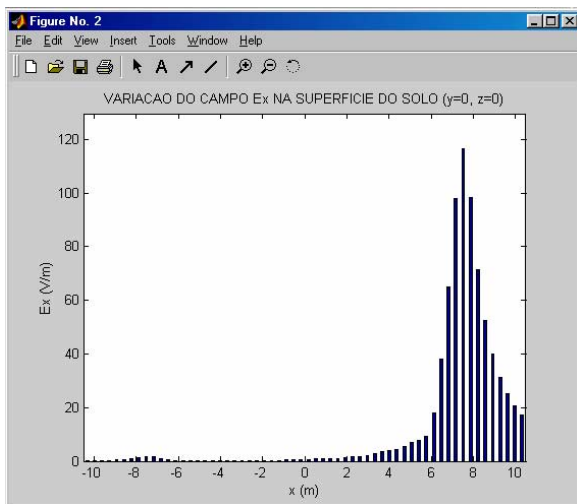 Figure No. 2
File Edit View Insert Tools Window Help
A
VARIACAO DO CAMPO Ex NA SUPERFICIE DO SOLO (y=0, z=0)
120
100
80
60
40
20
0
Ex (V/m)
-10 -8 -6 -4 -2 0 2 4 6 8 10
x (m)